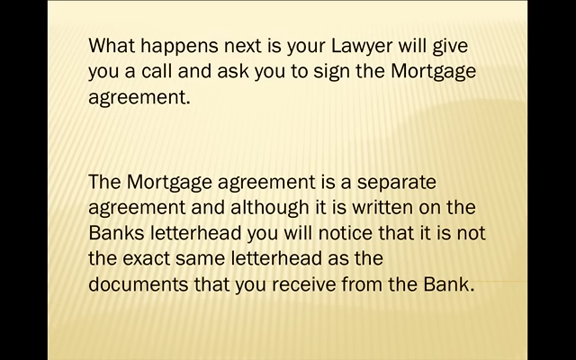 What happens next is your Lawyer will give
you a call and ask you to sign the Mortgage
agreement.
The Mortgage agreement is a separate
agreement and although it is written on the
Banks letterhead you will notice that it is not
the exact same letterhead as the
documents that you receive from the Bank.